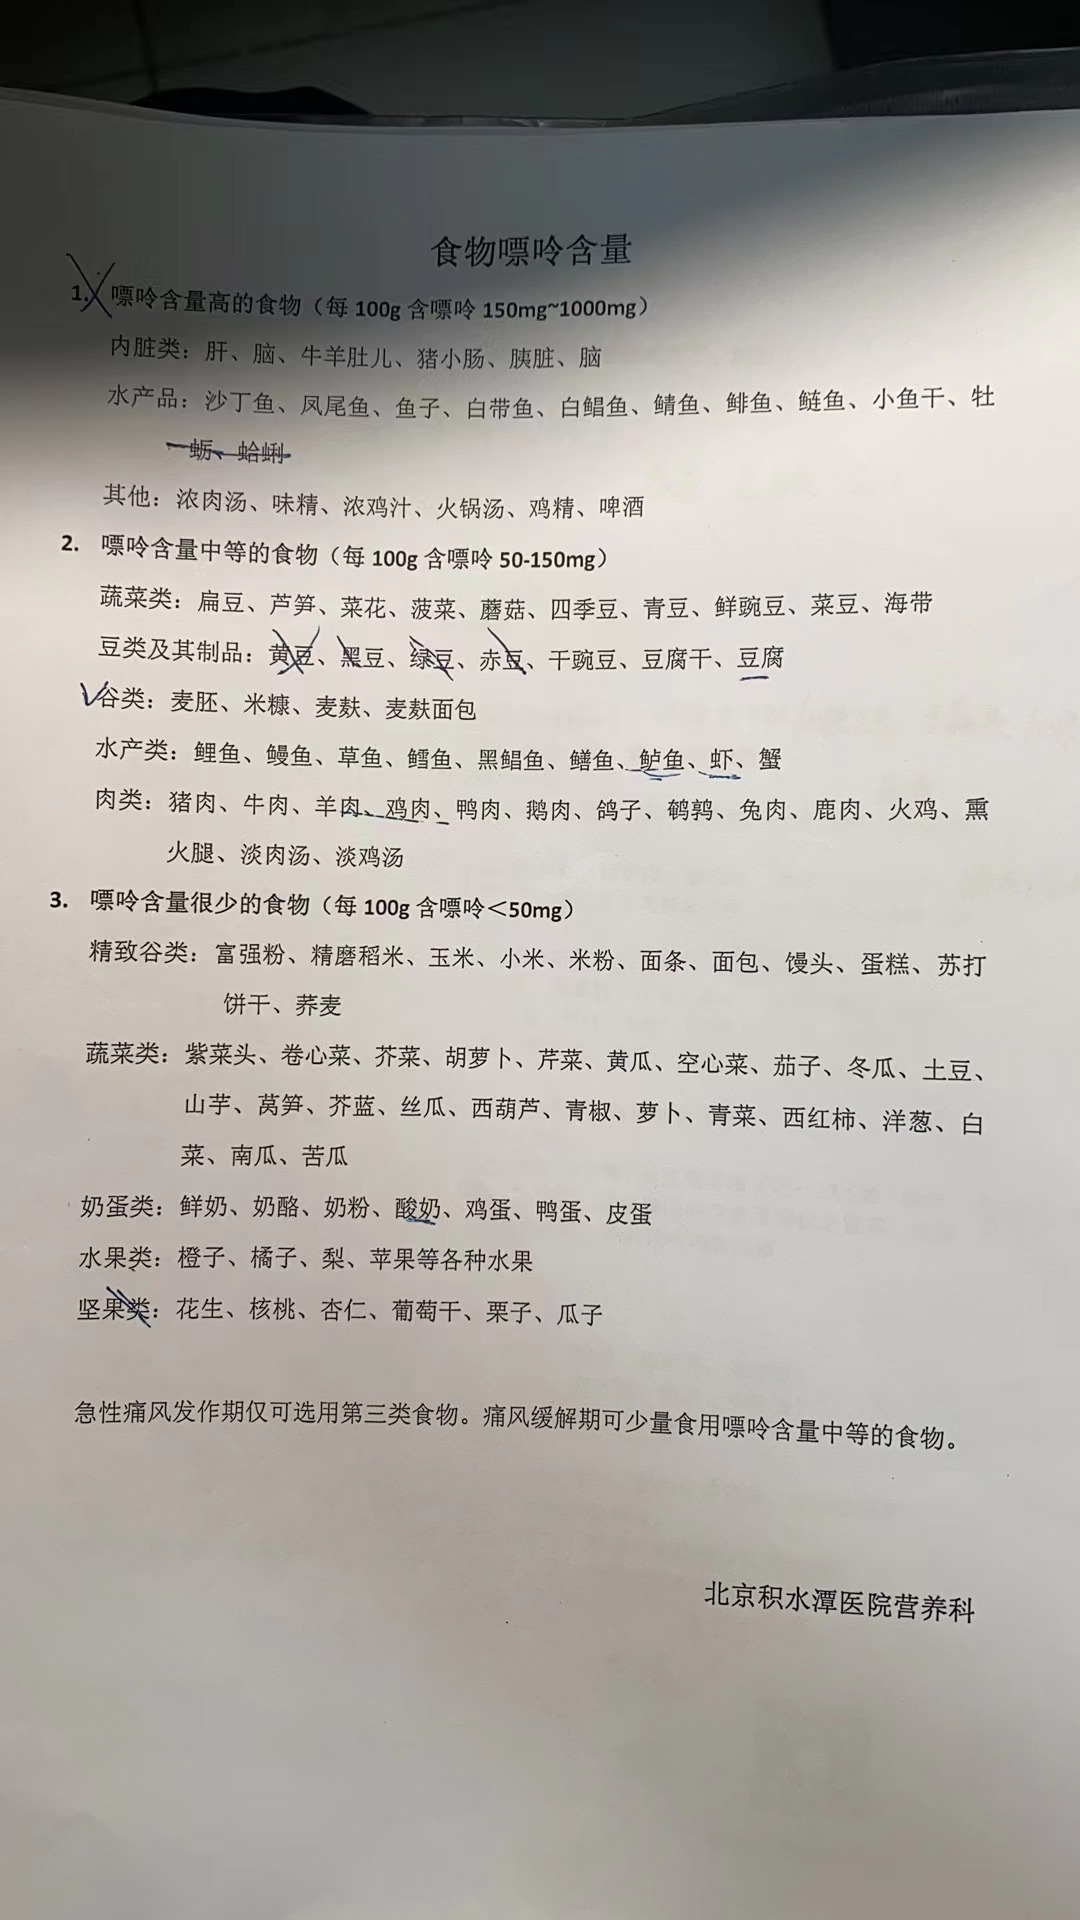 食物嘌呤含量
1. 嘌呤含量高的食物（每 100g 含嘌呤 150mg~1000mg）
内脏类：肝、脑、牛羊肚儿、猪小肠、胰脏、脑
水产品：沙丁鱼、凤尾鱼、鱼子、白带鱼、白鲳鱼、鲭鱼、鲱鱼、鲢鱼、小鱼干、牡
蛎、蛤蜊
其他：浓肉汤、味精、浓鸡汁、火锅汤、鸡精、啤酒
2. 嘌呤含量中等的食物（每 100g 含嘌呤 50-150mg）
蔬菜类：扁豆、芦笋、菜花、菠菜、蘑菇、四季豆、青豆、鲜豌豆、菜豆、海带
豆类及其制品：黄豆、黑豆、绿豆、赤豆、干豌豆、豆腐干、豆腐
谷类：麦胚、米糠、麦麸、麦麸面包
水产类：鲤鱼、鳗鱼、草鱼、鳕鱼、黑鲳鱼、鳝鱼、鲈鱼、虾、蟹
肉类：猪肉、牛肉、羊肉、鸡肉、鸭肉、鹅肉、鸽子、鹌鹑、兔肉、鹿肉、火鸡、熏
火腿、淡肉汤、淡鸡汤
3. 嘌呤含量很少的食物（每 100g 含嘌呤＜50mg）
精致谷类：富强粉、精磨稻米、玉米、小米、米粉、面条、面包、馒头、蛋糕、苏打
饼干、荞麦
蔬菜类：紫菜头、卷心菜、芥菜、胡萝卜、芹菜、黄瓜、空心菜、茄子、冬瓜、土豆、
山芋、莴笋、芥蓝、丝瓜、西葫芦、青椒、萝卜、青菜、西红柿、洋葱、白
菜、南瓜、苦瓜
奶蛋类：鲜奶、奶酪、奶粉、酸奶、鸡蛋、鸭蛋、皮蛋
水果类：橙子、橘子、梨、苹果等各种水果
坚果类：花生、核桃、杏仁、葡萄干、栗子、瓜子
急性痛风发作期仅可选用第三类食物。痛风缓解期可少量食用嘌呤含量中等的食物。
北京积水潭医院营养科